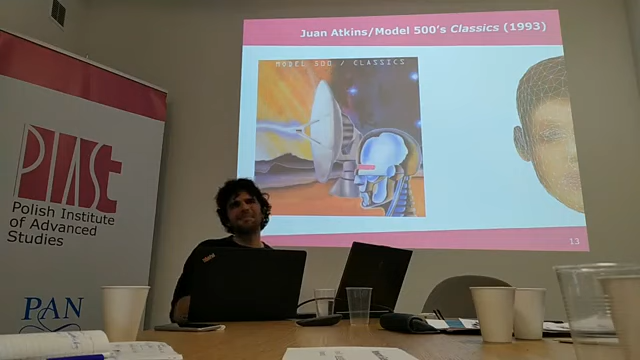 Juan Atkins/Model 500's Classics (1993)
MODEL 500 / CLASSICS
13
PIASt
Polish Institute
of Advanced
Studies
PAN